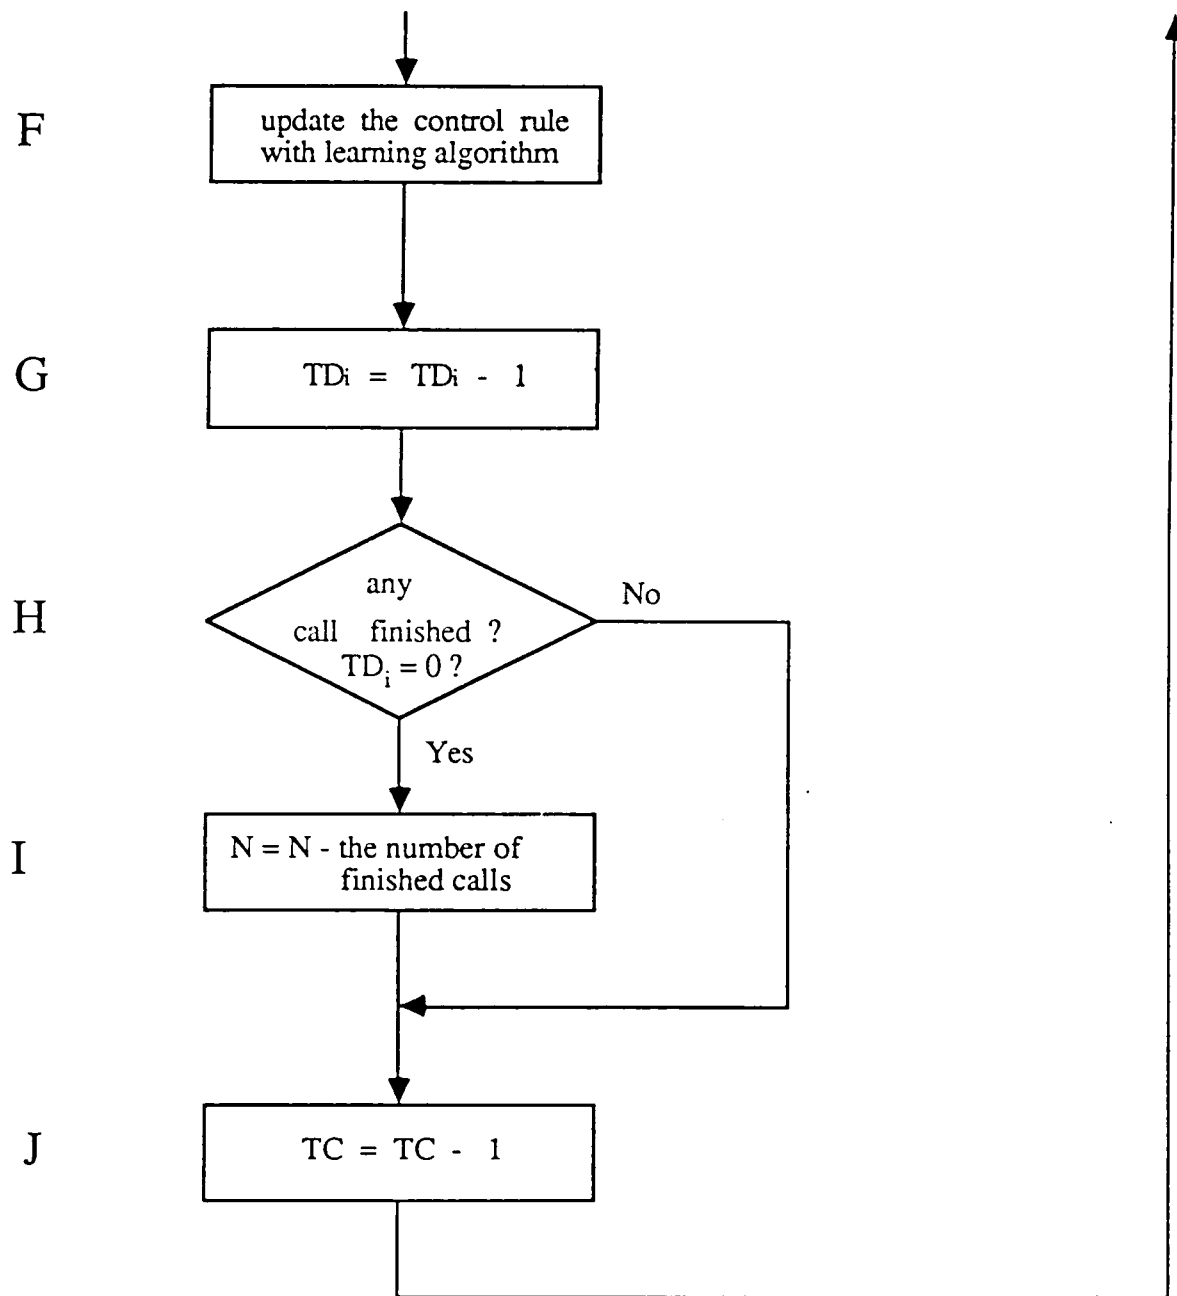 F
update the control rule
with learning algorithm
G
TDi = TDi - 1
H
any
call finished ?
TDi = 0 ?
No
Yes
I
N = N - the number of
finished calls
J
TC = TC - 1